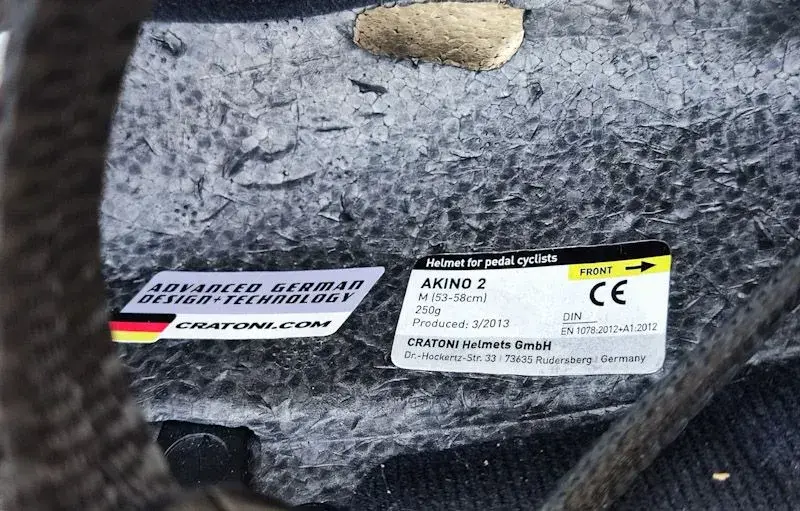 ADVANCED GERMAN
DESIGN+TECHNOLOGY
CRATONI.COM
Helmet for pedal cyclists
FRONT
AKINO 2
M (53-58cm)
250g
Produced: 3/2013
CE
DIN
EN 1078:2012+A1:2012
CRATONI Helmets GmbH
Dr.-Hockertz-Str. 33 | 73635 Rudersberg | Germany